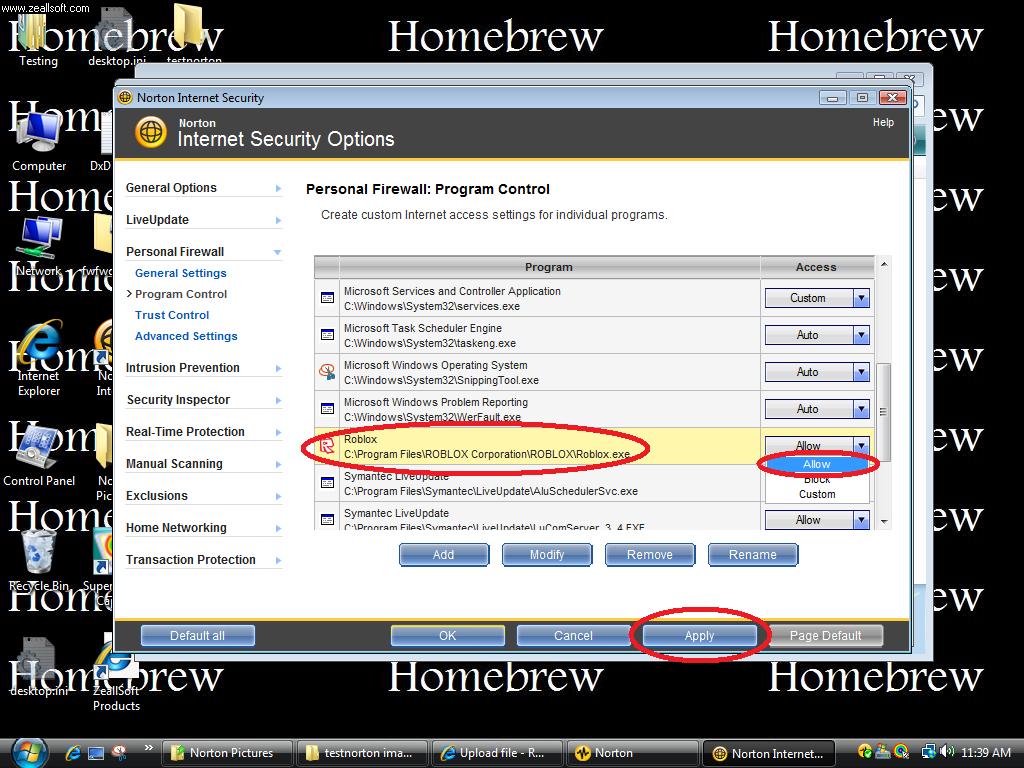 www.zeallsoft.com
Homebrew
Homebrew
Homebrew
Testing
desktop.ini
testnorton
Norton Internet Security
Norton
Internet Security Options
Help
Computer
DxD
Network
fwfwc
Internet
Explorer
No
Int
Control Panel
No
Pic
Recycle Bin
Super
Ca
desktop.ini
ZeallSoft
Products
General Options
LiveUpdate
Personal Firewall
General Settings
Program Control
Trust Control
Advanced Settings
Intrusion Prevention
Security Inspector
Real-Time Protection
Manual Scanning
Exclusions
Home Networking
Transaction Protection
Personal Firewall: Program Control
Create custom Internet access settings for individual programs.
Program Access
Microsoft Services and Controller Application
C:\Windows\System32\services.exe
Custom
Microsoft Task Scheduler Engine
C:\Windows\System32\taskeng.exe
Auto
Microsoft Windows Operating System
C:\Windows\System32\SnippingTool.exe
Auto
Microsoft Windows Problem Reporting
C:\Windows\System32\WerFault.exe
Auto
Roblox
C:\Program Files\ROBLOX Corporation\ROBLOX\Roblox.exe
Allow
Allow
Block
Custom
Symantec LiveUpdate
C:\Program Files\Symantec\LiveUpdate\AluSchedulerSvc.exe
Symantec LiveUpdate
C:\Program Files\Symantec\LiveUpdate\LuComServer_3_4.EXE
Allow
Add Modify Remove Rename
Default all OK Cancel Apply Page Default
Homebrew
Homebrew
Homebrew
Norton Pictures
testnorton ima...
Upload file - R...
Norton
Norton Internet...
11:39 AM